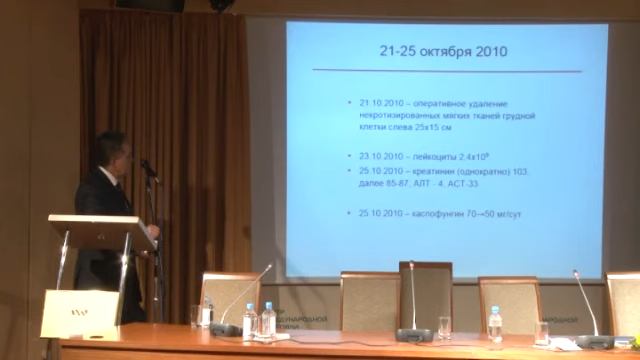 21-25 октября 2010
• 21.10.2010 – оперативное удаление
некротизированных мягких тканей грудной
клетки слева 25x15 см
• 23.10.2010 – лейкоциты 2,4x10⁹
• 25.10.2010 – креатинин (однократно) 103,
далее 85-87, АЛТ - 4, АСТ-33
• 25.10.2010 – каспофунгин 70→50 мг/сут